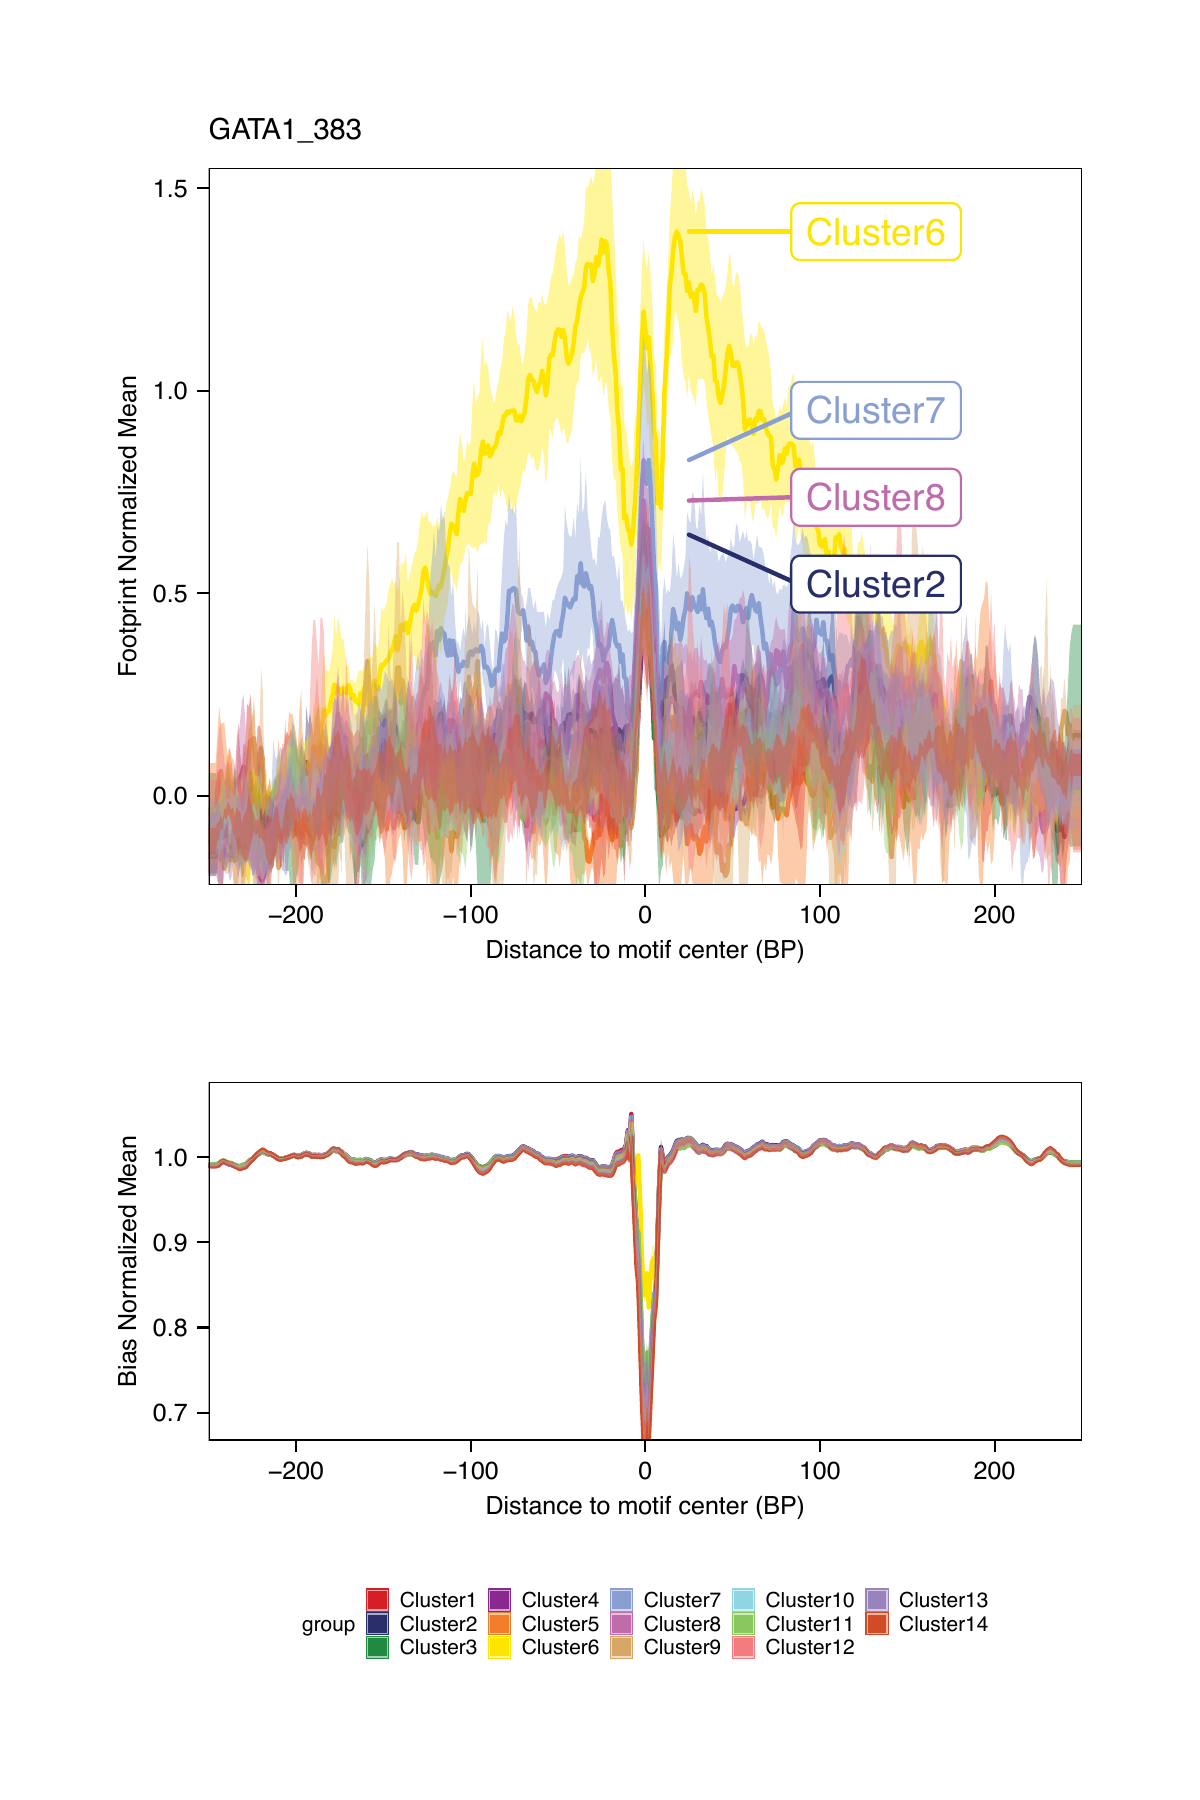 GATA1_383
1.5
1.0
0.5
0.0
Footprint Normalized Mean
Cluster6
Cluster7
Cluster8
Cluster2
−200 −100 0 100 200
Distance to motif center (BP)
1.0
0.9
0.8
0.7
Bias Normalized Mean
−200 −100 0 100 200
Distance to motif center (BP)
Cluster1 Cluster4 Cluster7 Cluster10 Cluster13
group Cluster2 Cluster5 Cluster8 Cluster11 Cluster14
Cluster3 Cluster6 Cluster9 Cluster12